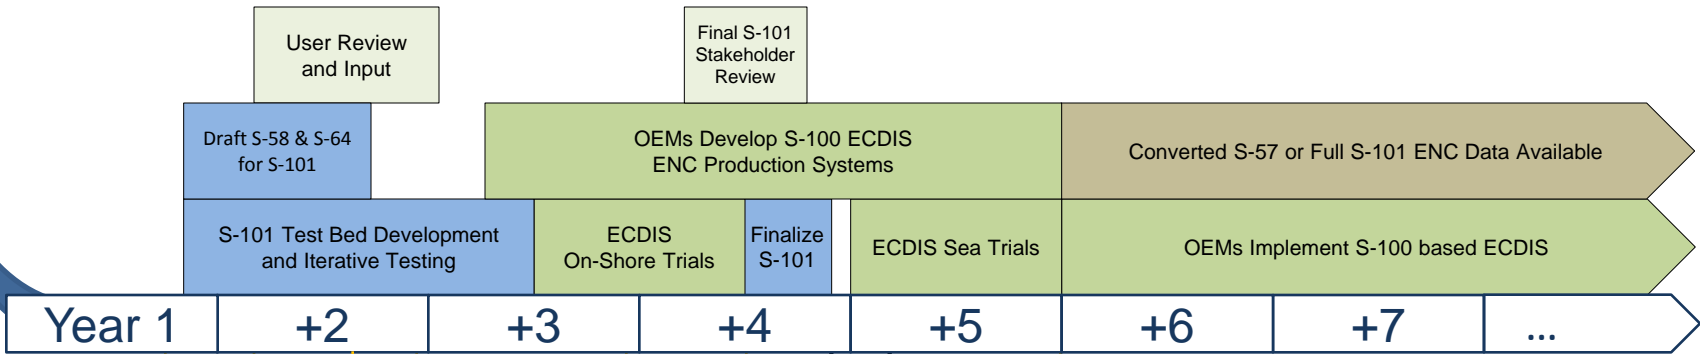 User Review
and Input
Final S-101
Stakeholder
Review
Draft S-58 & S-64
for S-101
OEMs Develop S-100 ECDIS
ENC Production Systems
Converted S-57 or Full S-101 ENC Data Available
S-101 Test Bed Development
and Iterative Testing
ECDIS
On-Shore Trials
Finalize
S-101
ECDIS Sea Trials
OEMs Implement S-100 based ECDIS
Year 1
+2
+3
+4
+5
+6
+7
...